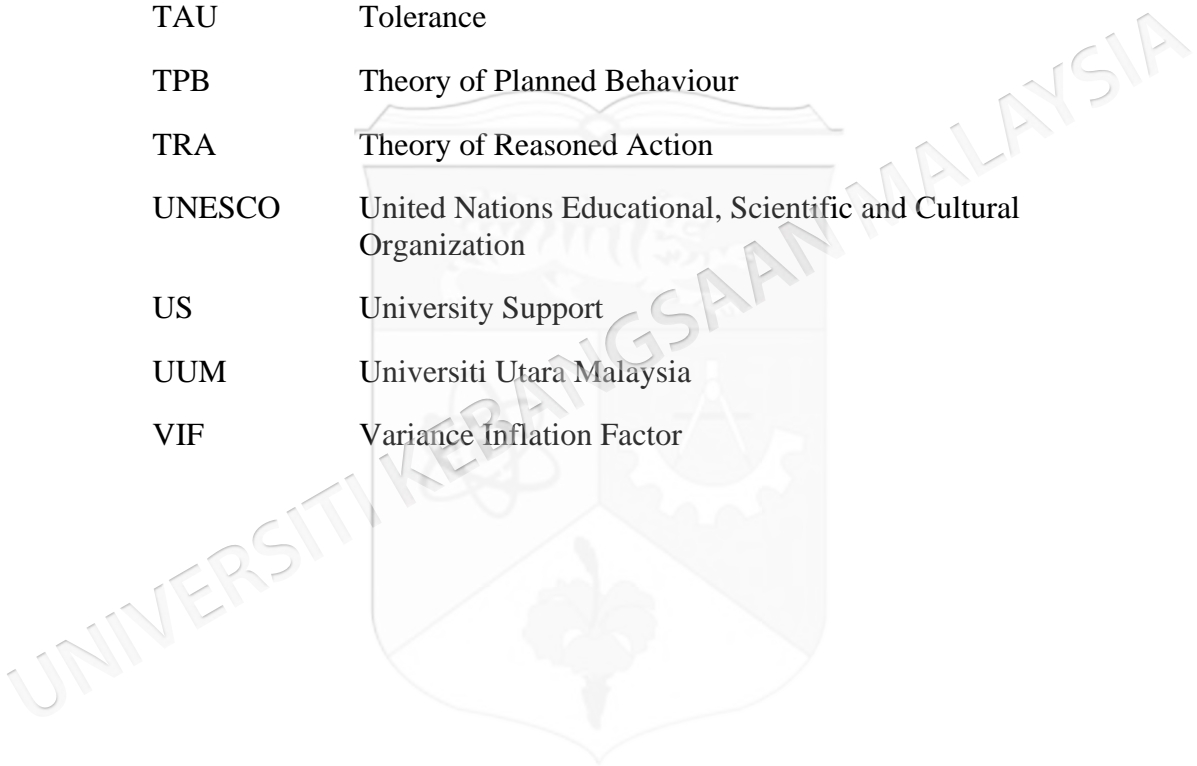 TAU Tolerance
TPB Theory of Planned Behaviour
TRA Theory of Reasoned Action
UNESCO United Nations Educational, Scientific and Cultural
Organization
US University Support
UUM Universiti Utara Malaysia
VIF Variance Inflation Factor
UNIVERSITI KEBANGSAAN MALAYSIA